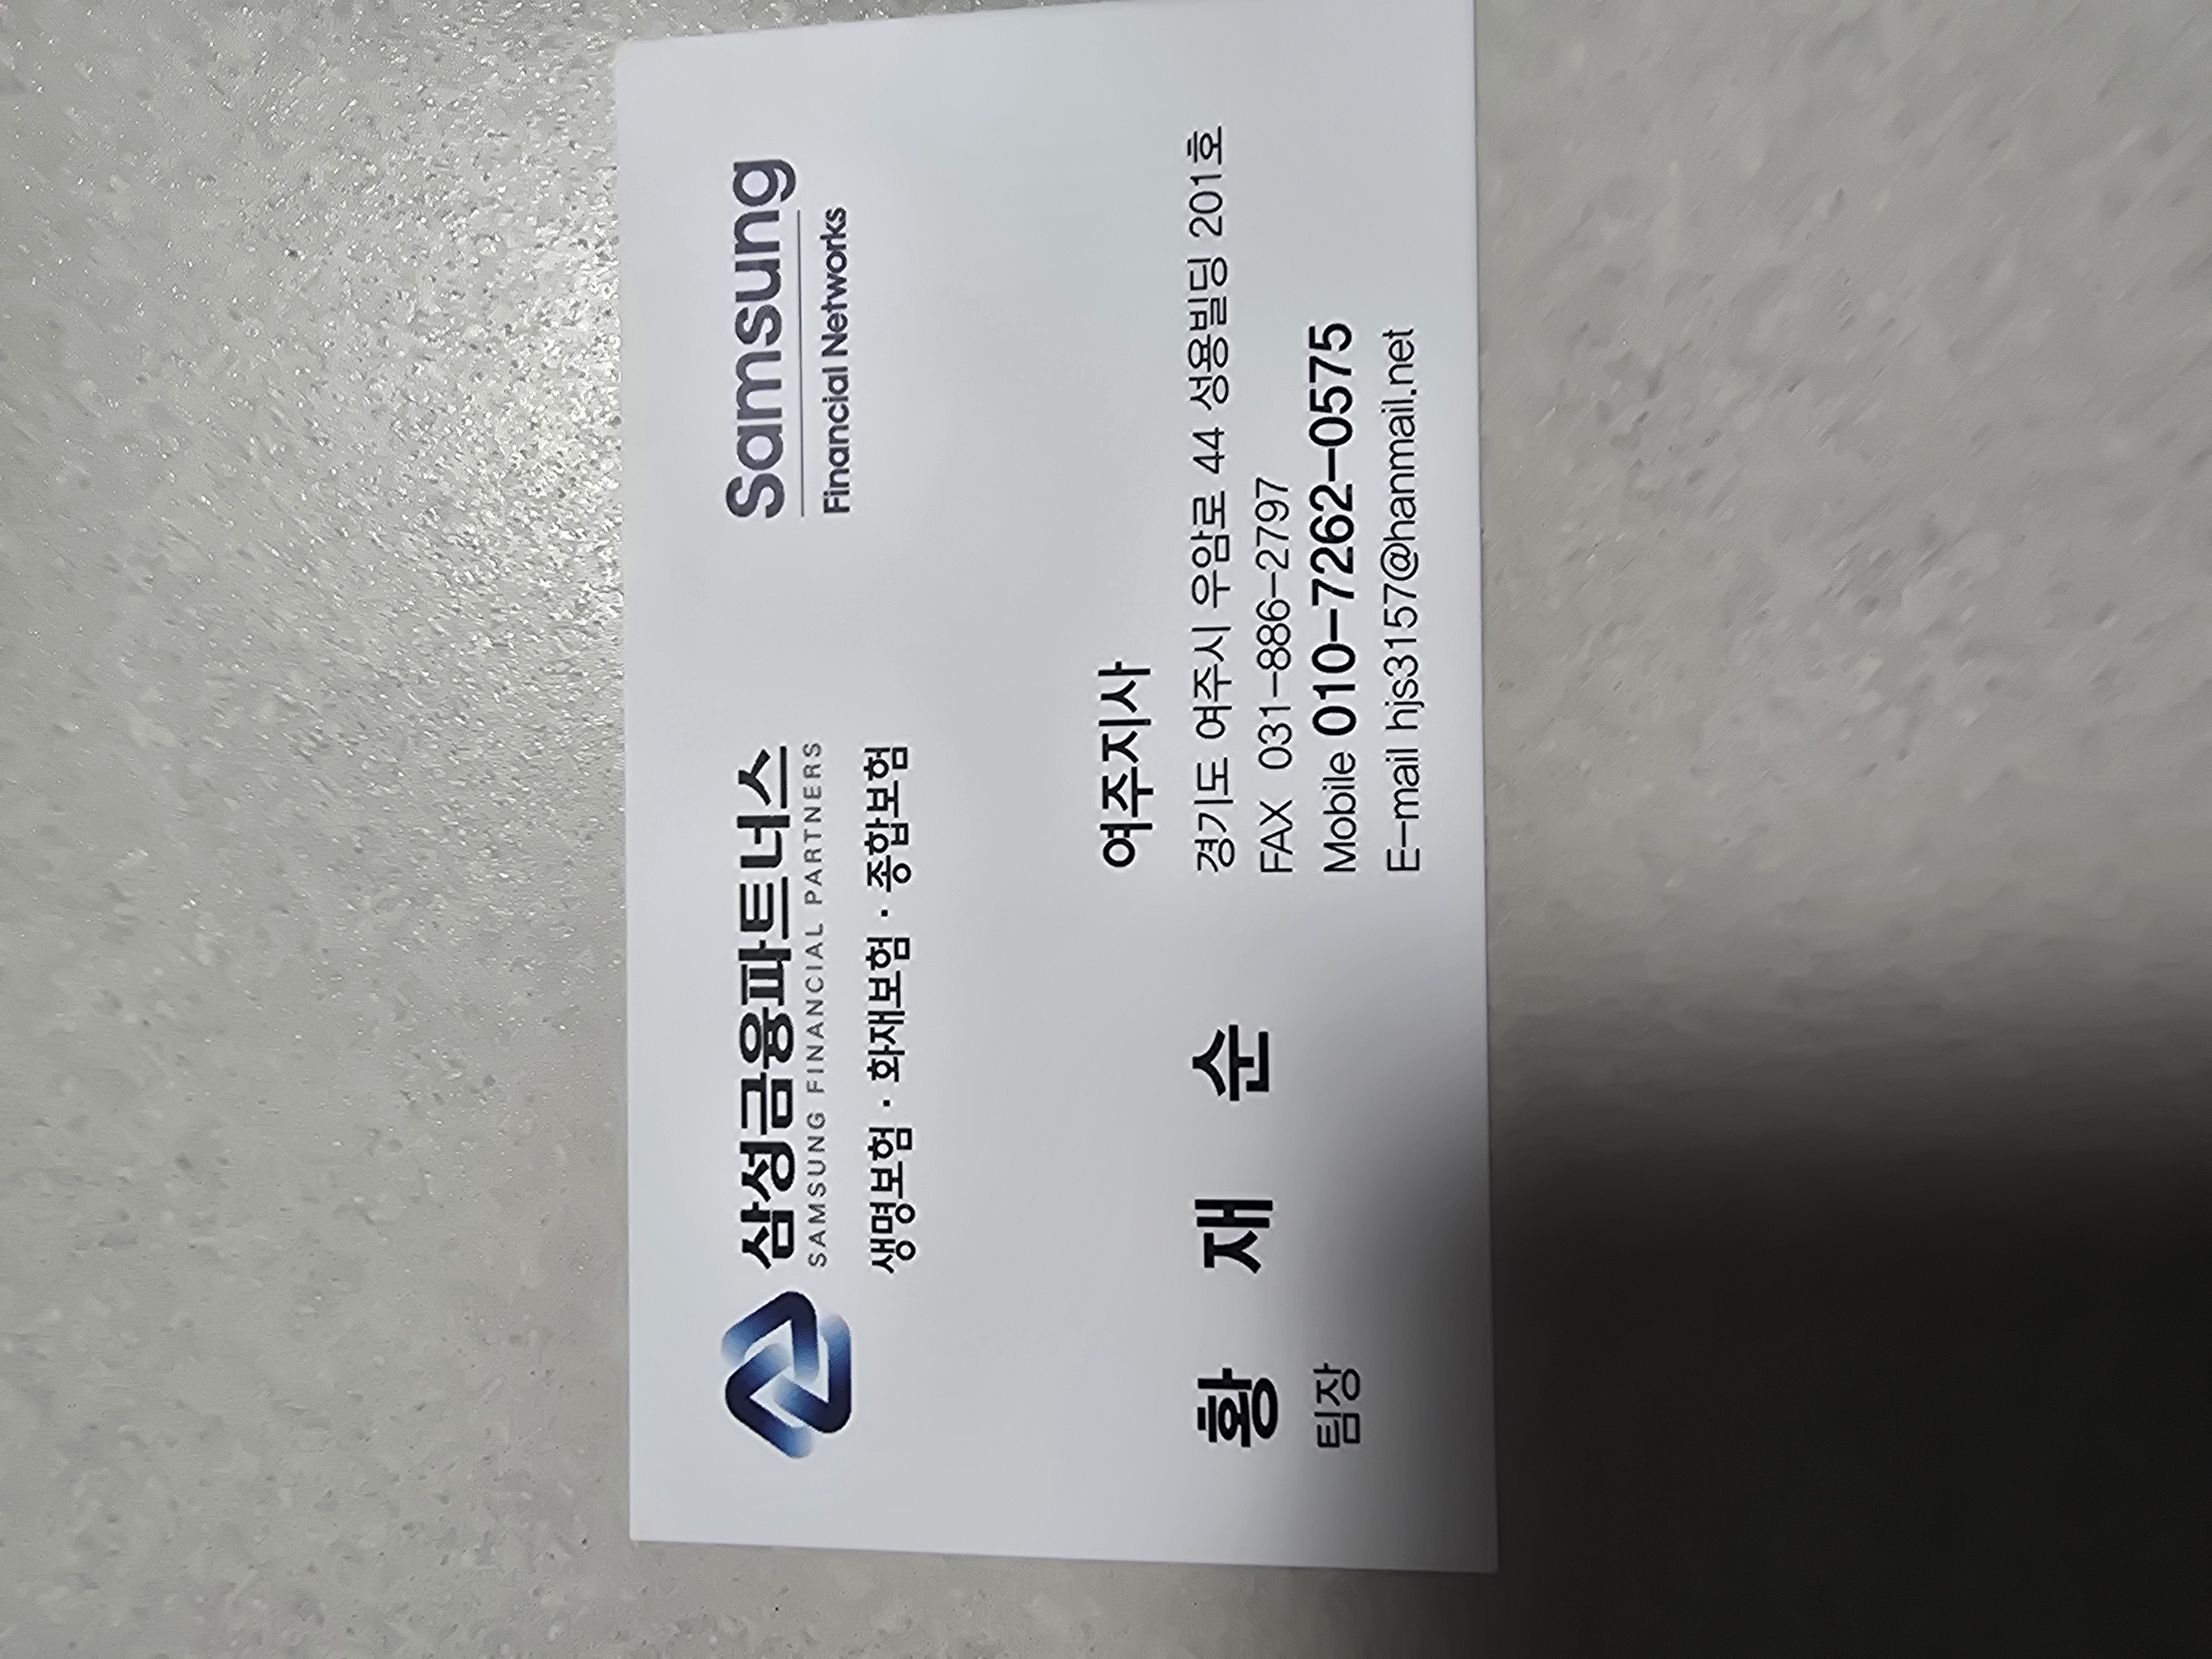 삼성금융파트너스
SAMSUNG FINANCIAL PARTNERS
생명보험 · 화재보험 · 종합보험
Samsung
Financial Networks
황 재 순
팀장
여주지사
경기도 여주시 우암로 44 성용빌딩 201호
FAX 031-886-2797
Mobile 010-7262-0575
E-mail hjs3157@hanmail.net